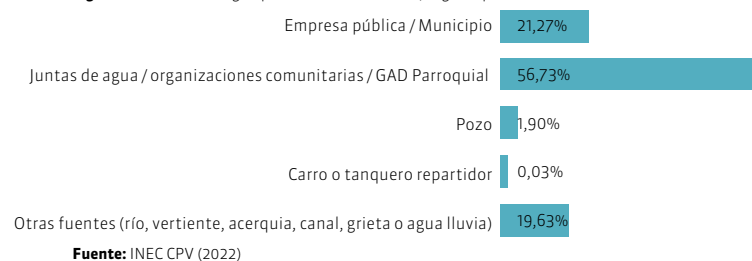 Empresa pública / Municipio 21,27%
Juntas de agua / organizaciones comunitarias / GAD Parroquial 56,73%
Pozo 1,90%
Carro o tanquero repartidor 0,03%
Otras fuentes (río, vertiente, acerquia, canal, grieta o agua lluvia) 19,63%
Fuente: INEC CPV (2022)